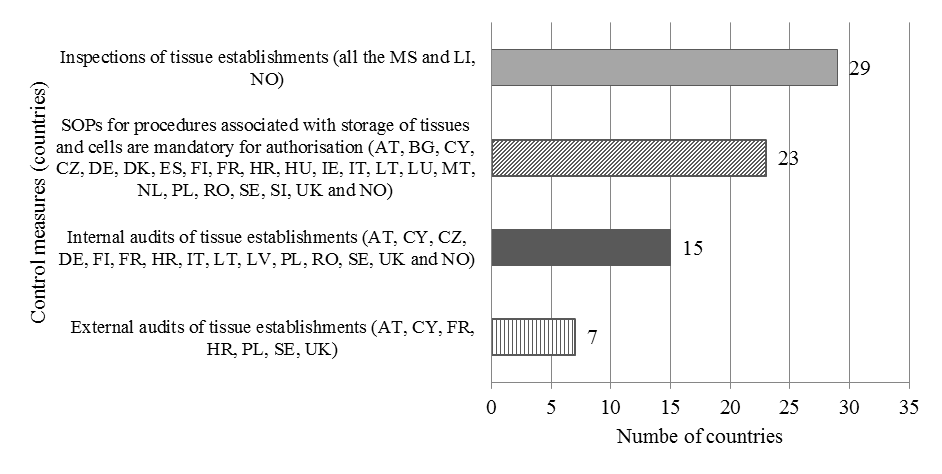 Control measures (countries)
Inspections of tissue establishments (all the MS and LI,
NO)
29
SOPs for procedures associated with storage of tissues
and cells are mandatory for authorisation (AT, BG, CY,
CZ, DE, DK, ES, FI, FR, HR, HU, IE, IT, LT, LU, MT,
NL, PL, RO, SE, SI, UK and NO)
23
Internal audits of tissue establishments (AT, CY, CZ,
DE, FI, FR, HR, IT, LT, LV, PL, RO, SE, UK and NO)
15
External audits of tissue establishments (AT, CY, FR,
HR, PL, SE, UK)
7
0 5 10 15 20 25 30 35
Numbe of countries